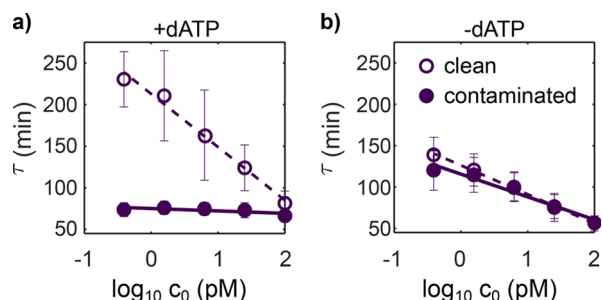 a) +dATP
250
200
150
100
50
τ (min)
-1 0 1 2
log10 c0 (pM)
b) -dATP
clean
contaminated
250
200
150
100
50
τ (min)
-1 0 1 2
log10 c0 (pM)